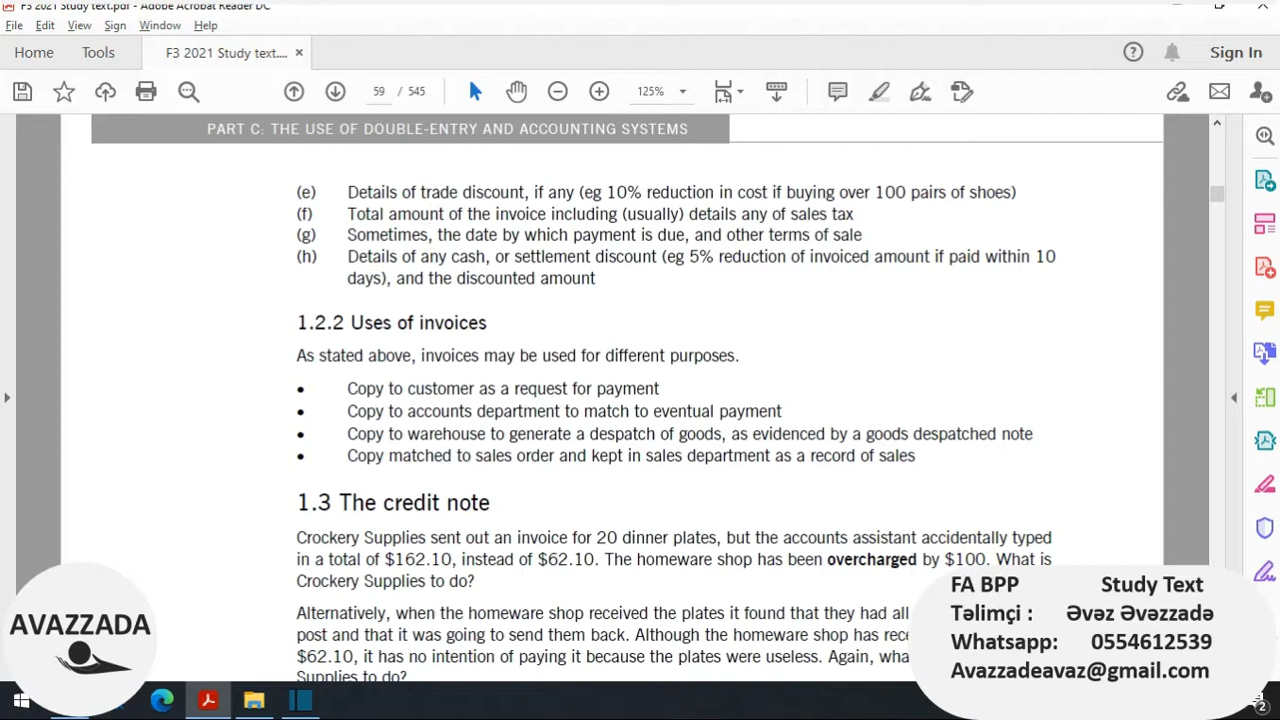 F3 2021 Study text.pdf - Adobe Acrobat Reader DC
File Edit View Sign Window Help
Home Tools F3 2021 Study text.... × Sign In
59 / 545 125%
PART C: THE USE OF DOUBLE-ENTRY AND ACCOUNTING SYSTEMS
(e) Details of trade discount, if any (eg 10% reduction in cost if buying over 100 pairs of shoes)
(f) Total amount of the invoice including (usually) details any of sales tax
(g) Sometimes, the date by which payment is due, and other terms of sale
(h) Details of any cash, or settlement discount (eg 5% reduction of invoiced amount if paid within 10
days), and the discounted amount
1.2.2 Uses of invoices
As stated above, invoices may be used for different purposes.
• Copy to customer as a request for payment
• Copy to accounts department to match to eventual payment
• Copy to warehouse to generate a despatch of goods, as evidenced by a goods despatched note
• Copy matched to sales order and kept in sales department as a record of sales
1.3 The credit note
Crockery Supplies sent out an invoice for 20 dinner plates, but the accounts assistant accidentally typed
in a total of $162.10, instead of $62.10. The homeware shop has been overcharged by $100. What is
Crockery Supplies to do?
Alternatively, when the homeware shop received the plates it found that they had all
post and that it was going to send them back. Although the homeware shop has rece
$62.10, it has no intention of paying it because the plates were useless. Again, wha
Supplies to do?
AVAZZADA
FA BPP Study Text
Təlimçi : Əvəz Əvəzzadə
Whatsapp: 0554612539
Avazzadeavaz@gmail.com
2